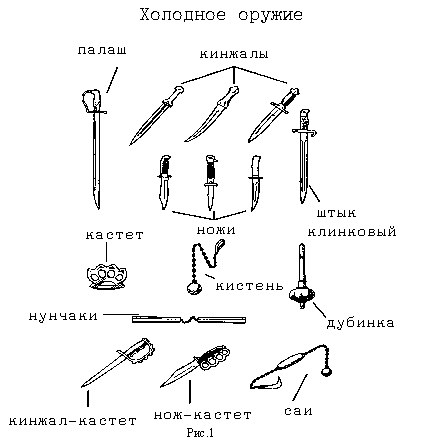 Холодное оружие
палаш
кинжалы
штык
клинковый
ножи
кастет
кистень
нунчаки
дубинка
кинжал-кастет
нож-кастет
саи
Рис.1